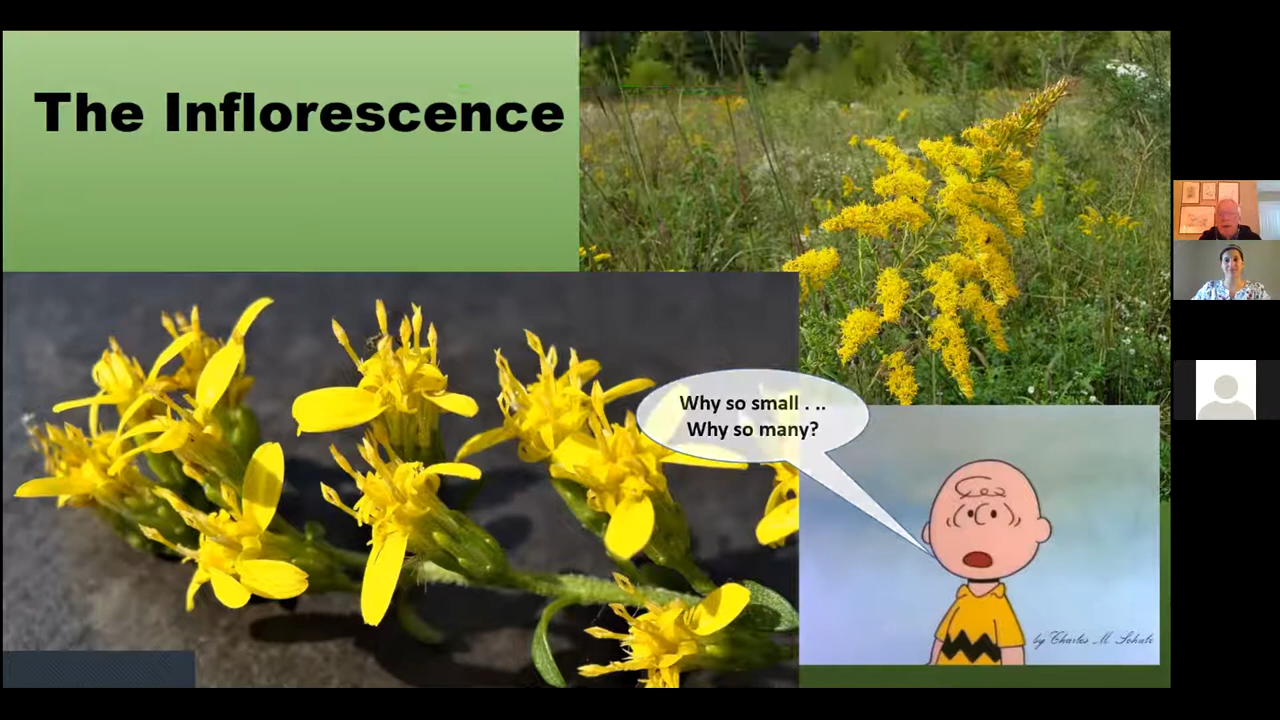 The Inflorescence
Why so small . ..
Why so many?
by Charles M Schulz